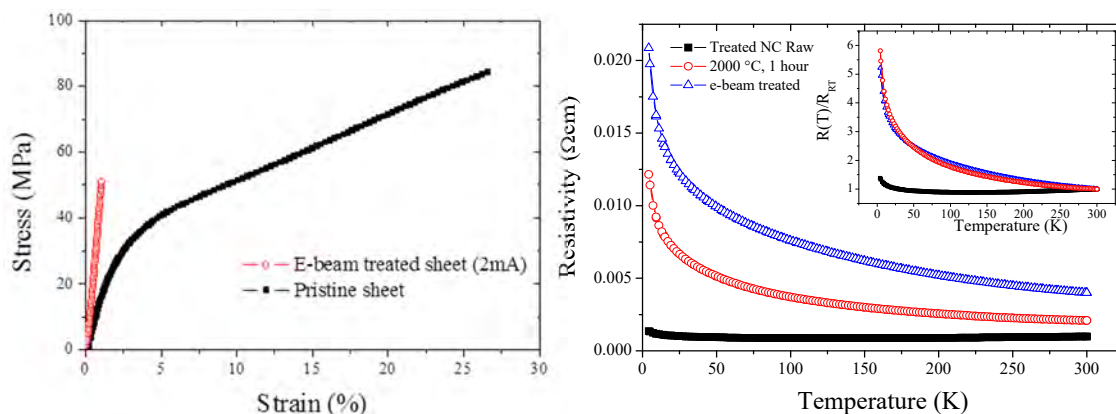 100
80
60
40
20
0
Stress (MPa)
E-beam treated sheet (2mA)
Pristine sheet
0 5 10 15 20 25 30
Strain (%)
0.020
0.015
0.010
0.005
0.000
Resistivity (Ωcm)
Treated NC Raw
2000 °C, 1 hour
e-beam treated
0 50 100 150 200 250 300
Temperature (K)
6
5
4
3
2
1
R(T)/R_RT
0 50 100 150 200 250 300
Temperature (K)